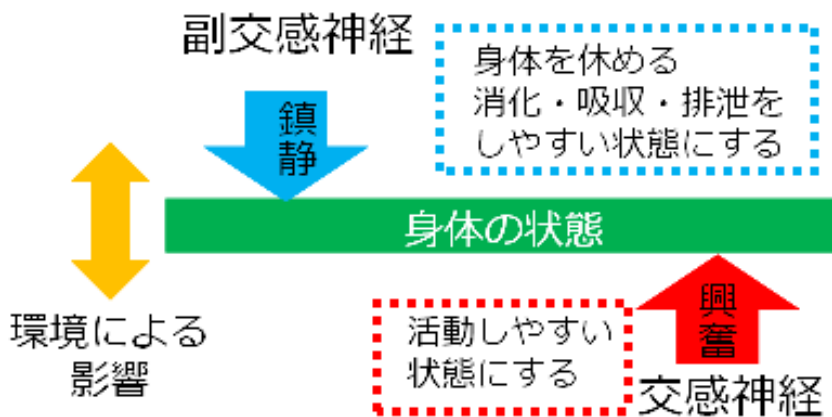 副交感神経
鎮静
身体を休める
消化・吸収・排泄を
しやすい状態にする
身体の状態
環境による
影響
活動しやすい
状態にする
興奮
交感神経